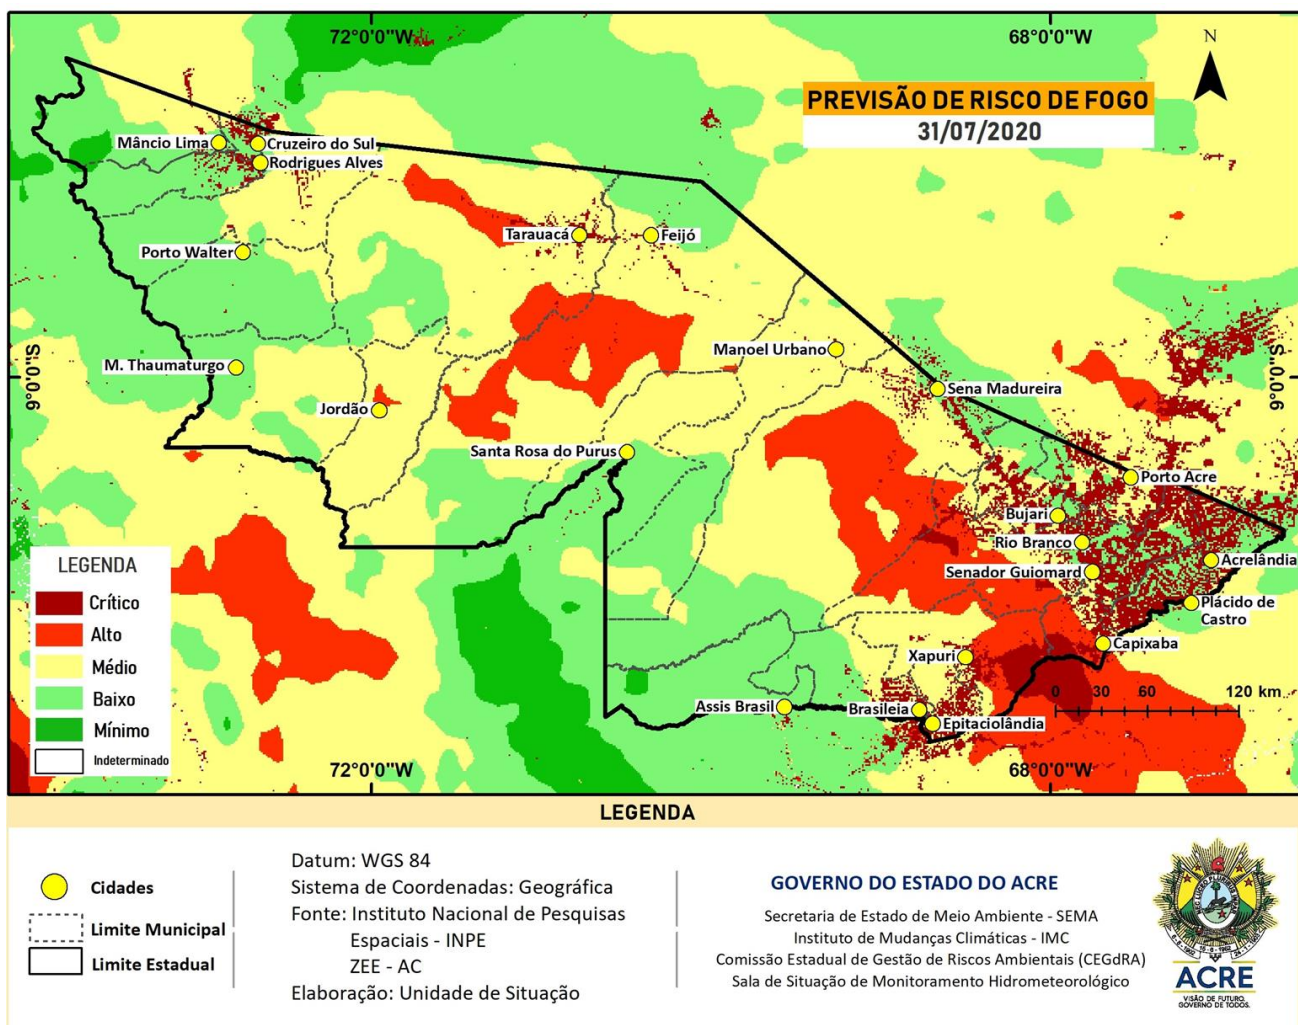 72°0'0"W
68°0'0"W
N
PREVISÃO DE RISCO DE FOGO
31/07/2020
Mâncio Lima
Cruzeiro do Sul
Rodrigues Alves
Tarauacá
Feijó
Porto Walter
Manoel Urbano
M. Thaumaturgo
9°0'0"S
9°0'0"S
Sena Madureira
Jordão
Santa Rosa do Purus
Porto Acre
Bujari
Rio Branco
Acrelândia
Senador Guiomard
Plácido de
Castro
Capixaba
Xapuri
Assis Brasil
Brasileia
Epitaciolândia
0 30 60 120 km
LEGENDA
Crítico
Alto
Médio
Baixo
Mínimo
Indeterminado
72°0'0"W
68°0'0"W
LEGENDA
Cidades
Limite Municipal
Limite Estadual
Datum: WGS 84
Sistema de Coordenadas: Geográfica
Fonte: Instituto Nacional de Pesquisas
Espaciais - INPE
ZEE - AC
Elaboração: Unidade de Situação
GOVERNO DO ESTADO DO ACRE
Secretaria de Estado de Meio Ambiente - SEMA
Instituto de Mudanças Climáticas - IMC
Comissão Estadual de Gestão de Riscos Ambientais (CEGdRA)
Sala de Situação de Monitoramento Hidrometeorológico
ACRE
VISÃO DE FUTURO.
GOVERNO DE TODOS.